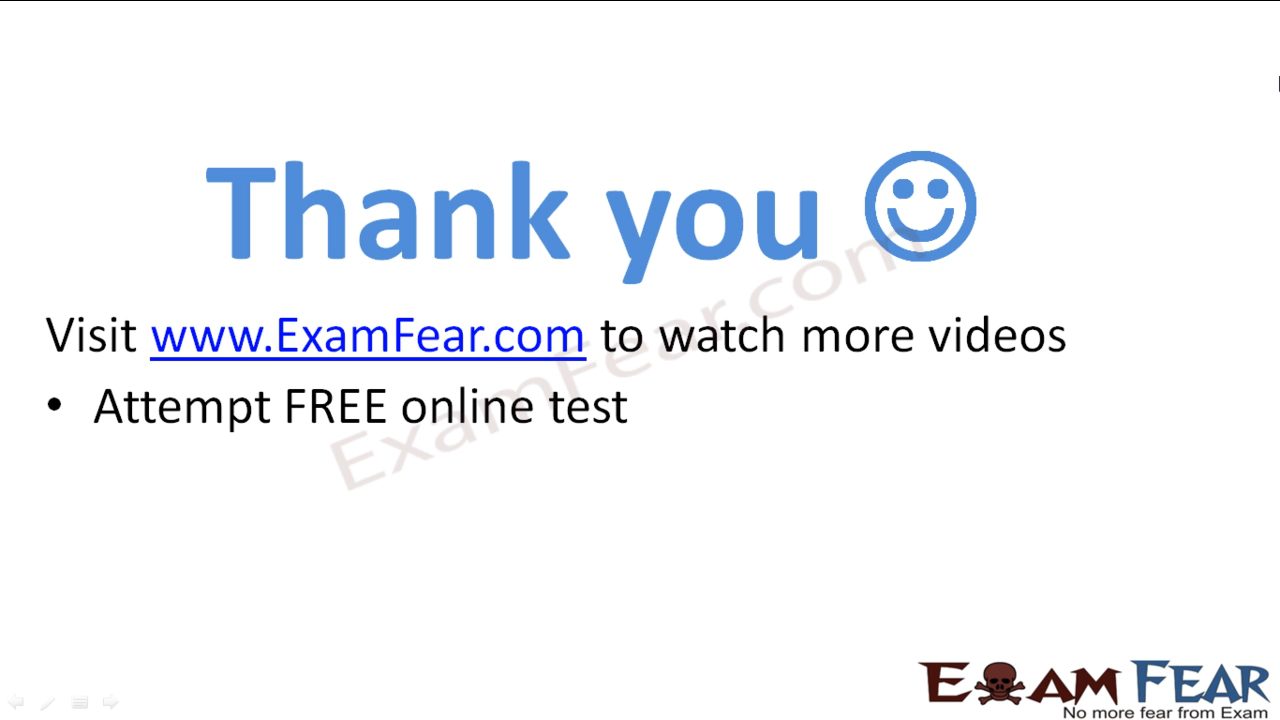 Thank you ☺
Visit www.ExamFear.com to watch more videos
• Attempt FREE online test
ExamFear.com
EXAM FEAR
No more fear from Exam